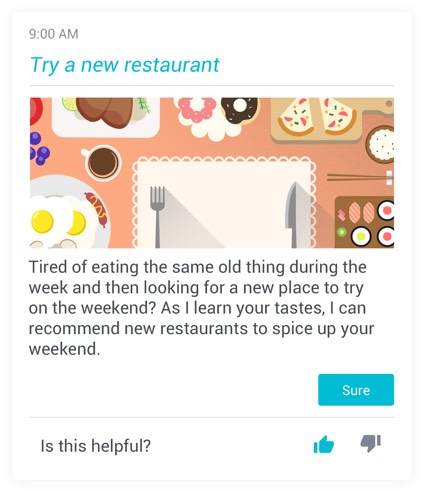 9:00 AM
Try a new restaurant
Tired of eating the same old thing during the
week and then looking for a new place to try
on the weekend? As I learn your tastes, I can
recommend new restaurants to spice up your
weekend.
Sure
Is this helpful?